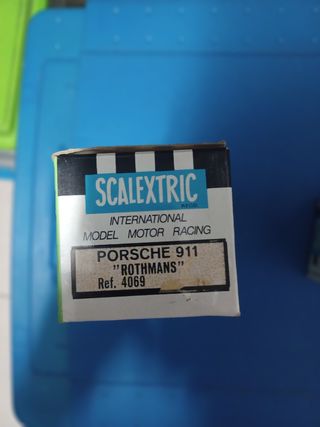 SCALEXTRIC
INTERNATIONAL
MODEL MOTOR RACING
PORSCHE 911
"ROTHMANS"
Ref. 4069